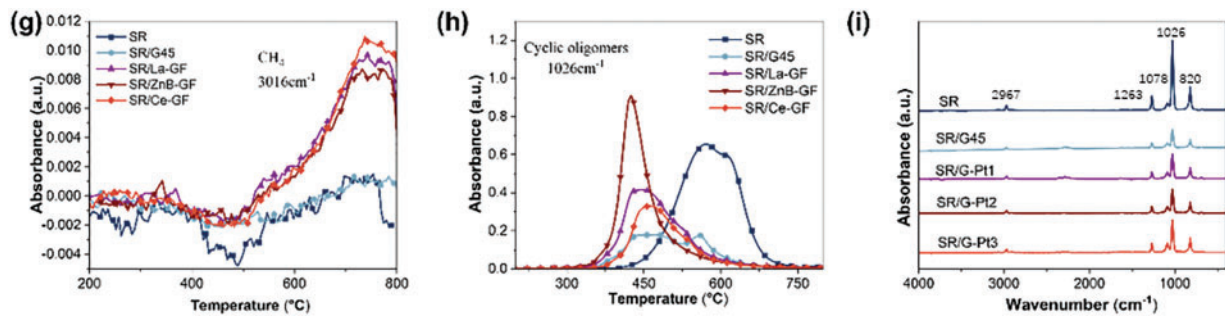 (g)
0.012
0.010
0.008
0.006
0.004
0.002
0.000
-0.002
-0.004
Absorbance (a.u.)
SR
SR/G45
SR/La-GF
SR/ZnB-GF
SR/Ce-GF
CH4
3016cm-1
200 400 600 800
Temperature (°C)
(h)
1.2
1.0
0.8
0.6
0.4
0.2
0.0
Absorbance (a.u.)
Cyclic oligomers
1026cm-1
SR
SR/G45
SR/La-GF
SR/ZnB-GF
SR/Ce-GF
300 450 600 750
Temperature (°C)
(i)
Absorbance (a.u.)
1026
1078
820
2967
1263
SR
SR/G45
SR/G-Pt1
SR/G-Pt2
SR/G-Pt3
4000 3000 2000 1000
Wavenumber (cm-1)